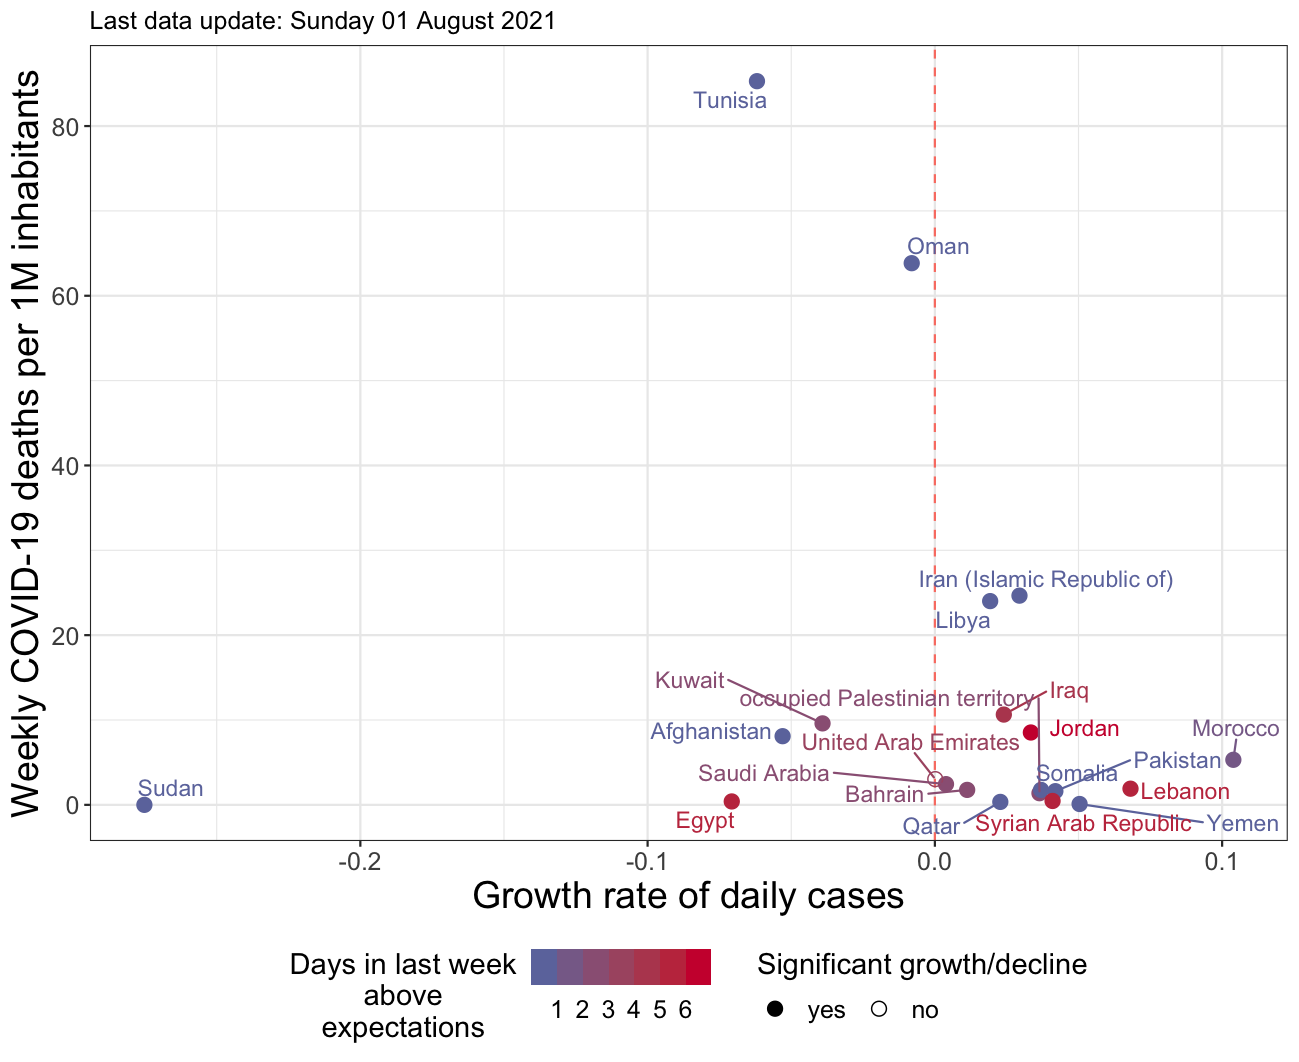 Last data update: Sunday 01 August 2021
Weekly COVID-19 deaths per 1M inhabitants
80
60
40
20
0
Tunisia
Oman
Iran (Islamic Republic of)
Libya
Kuwait
occupied Palestinian territory
Iraq
Afghanistan
United Arab Emirates
Jordan
Morocco
Saudi Arabia
Somalia
Pakistan
Sudan
Bahrain
Lebanon
Egypt
Qatar
Syrian Arab Republic
Yemen
-0.2
-0.1
0.0
0.1
Growth rate of daily cases
Days in last week
above
expectations
1 2 3 4 5 6
Significant growth/decline
yes
no